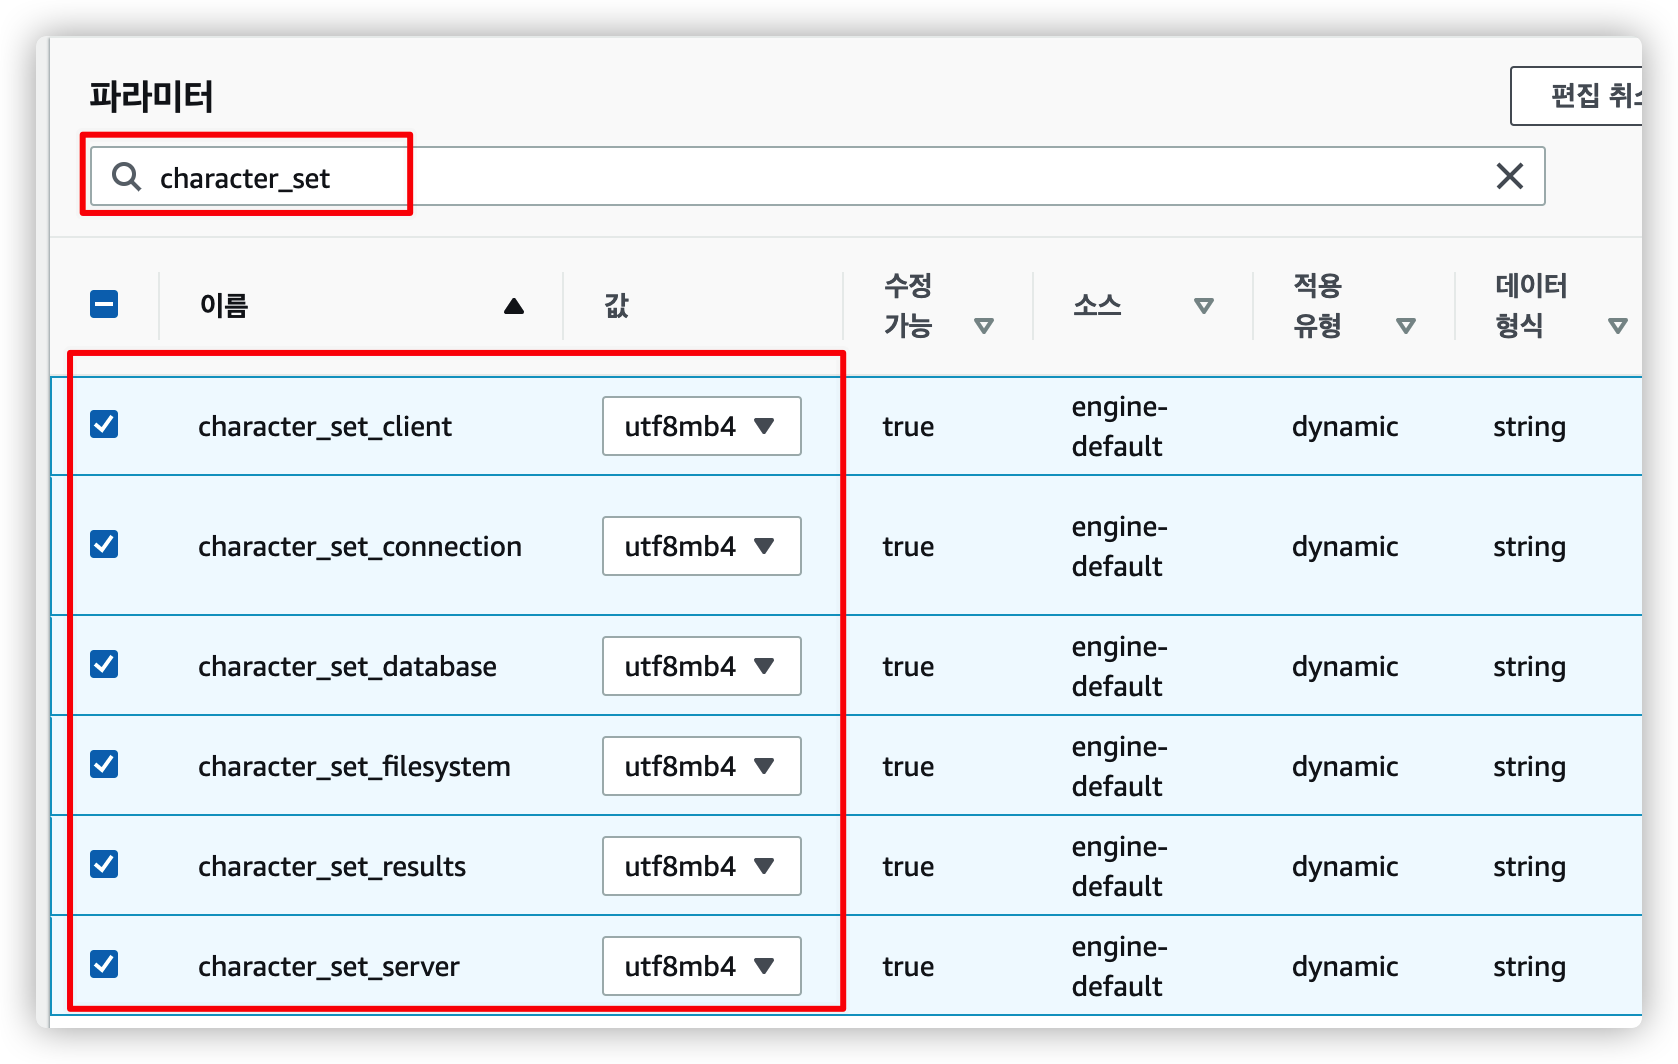 파라미터
편집 취소
character_set
이름
값
수정
가능
소스
적용
유형
데이터
형식
character_set_client
utf8mb4
true
engine-
default
dynamic
string
character_set_connection
utf8mb4
true
engine-
default
dynamic
string
character_set_database
utf8mb4
true
engine-
default
dynamic
string
character_set_filesystem
utf8mb4
true
engine-
default
dynamic
string
character_set_results
utf8mb4
true
engine-
default
dynamic
string
character_set_server
utf8mb4
true
engine-
default
dynamic
string